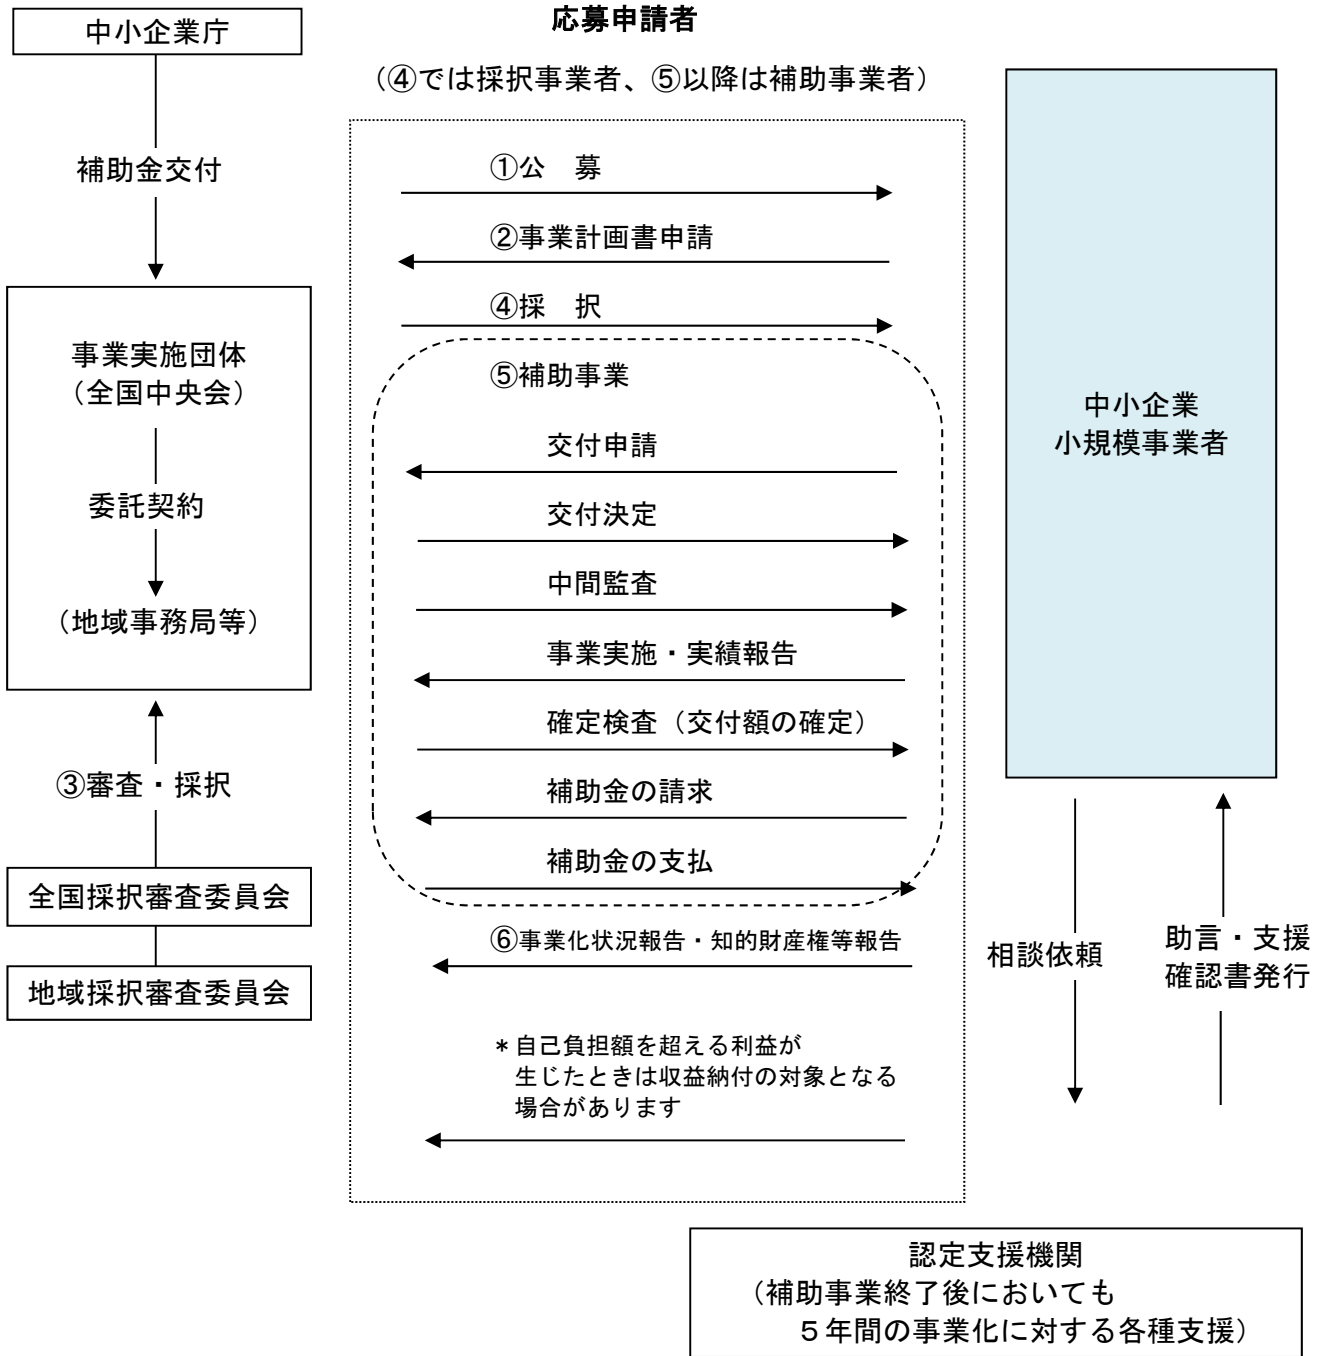 中小企業庁
応募申請者
（④では採択事業者、⑤以降は補助事業者）
補助金交付
①公　募
②事業計画書申請
④採　択
事業実施団体
（全国中央会）
委託契約
（地域事務局等）
⑤補助事業
交付申請
交付決定
中間監査
事業実施・実績報告
確定検査（交付額の確定）
補助金の請求
補助金の支払
中小企業
小規模事業者
③審査・採択
全国採択審査委員会
地域採択審査委員会
⑥事業化状況報告・知的財産権等報告
＊自己負担額を超える利益が
生じたときは収益納付の対象となる
場合があります
相談依頼
助言・支援
確認書発行
認定支援機関
（補助事業終了後においても
５年間の事業化に対する各種支援）